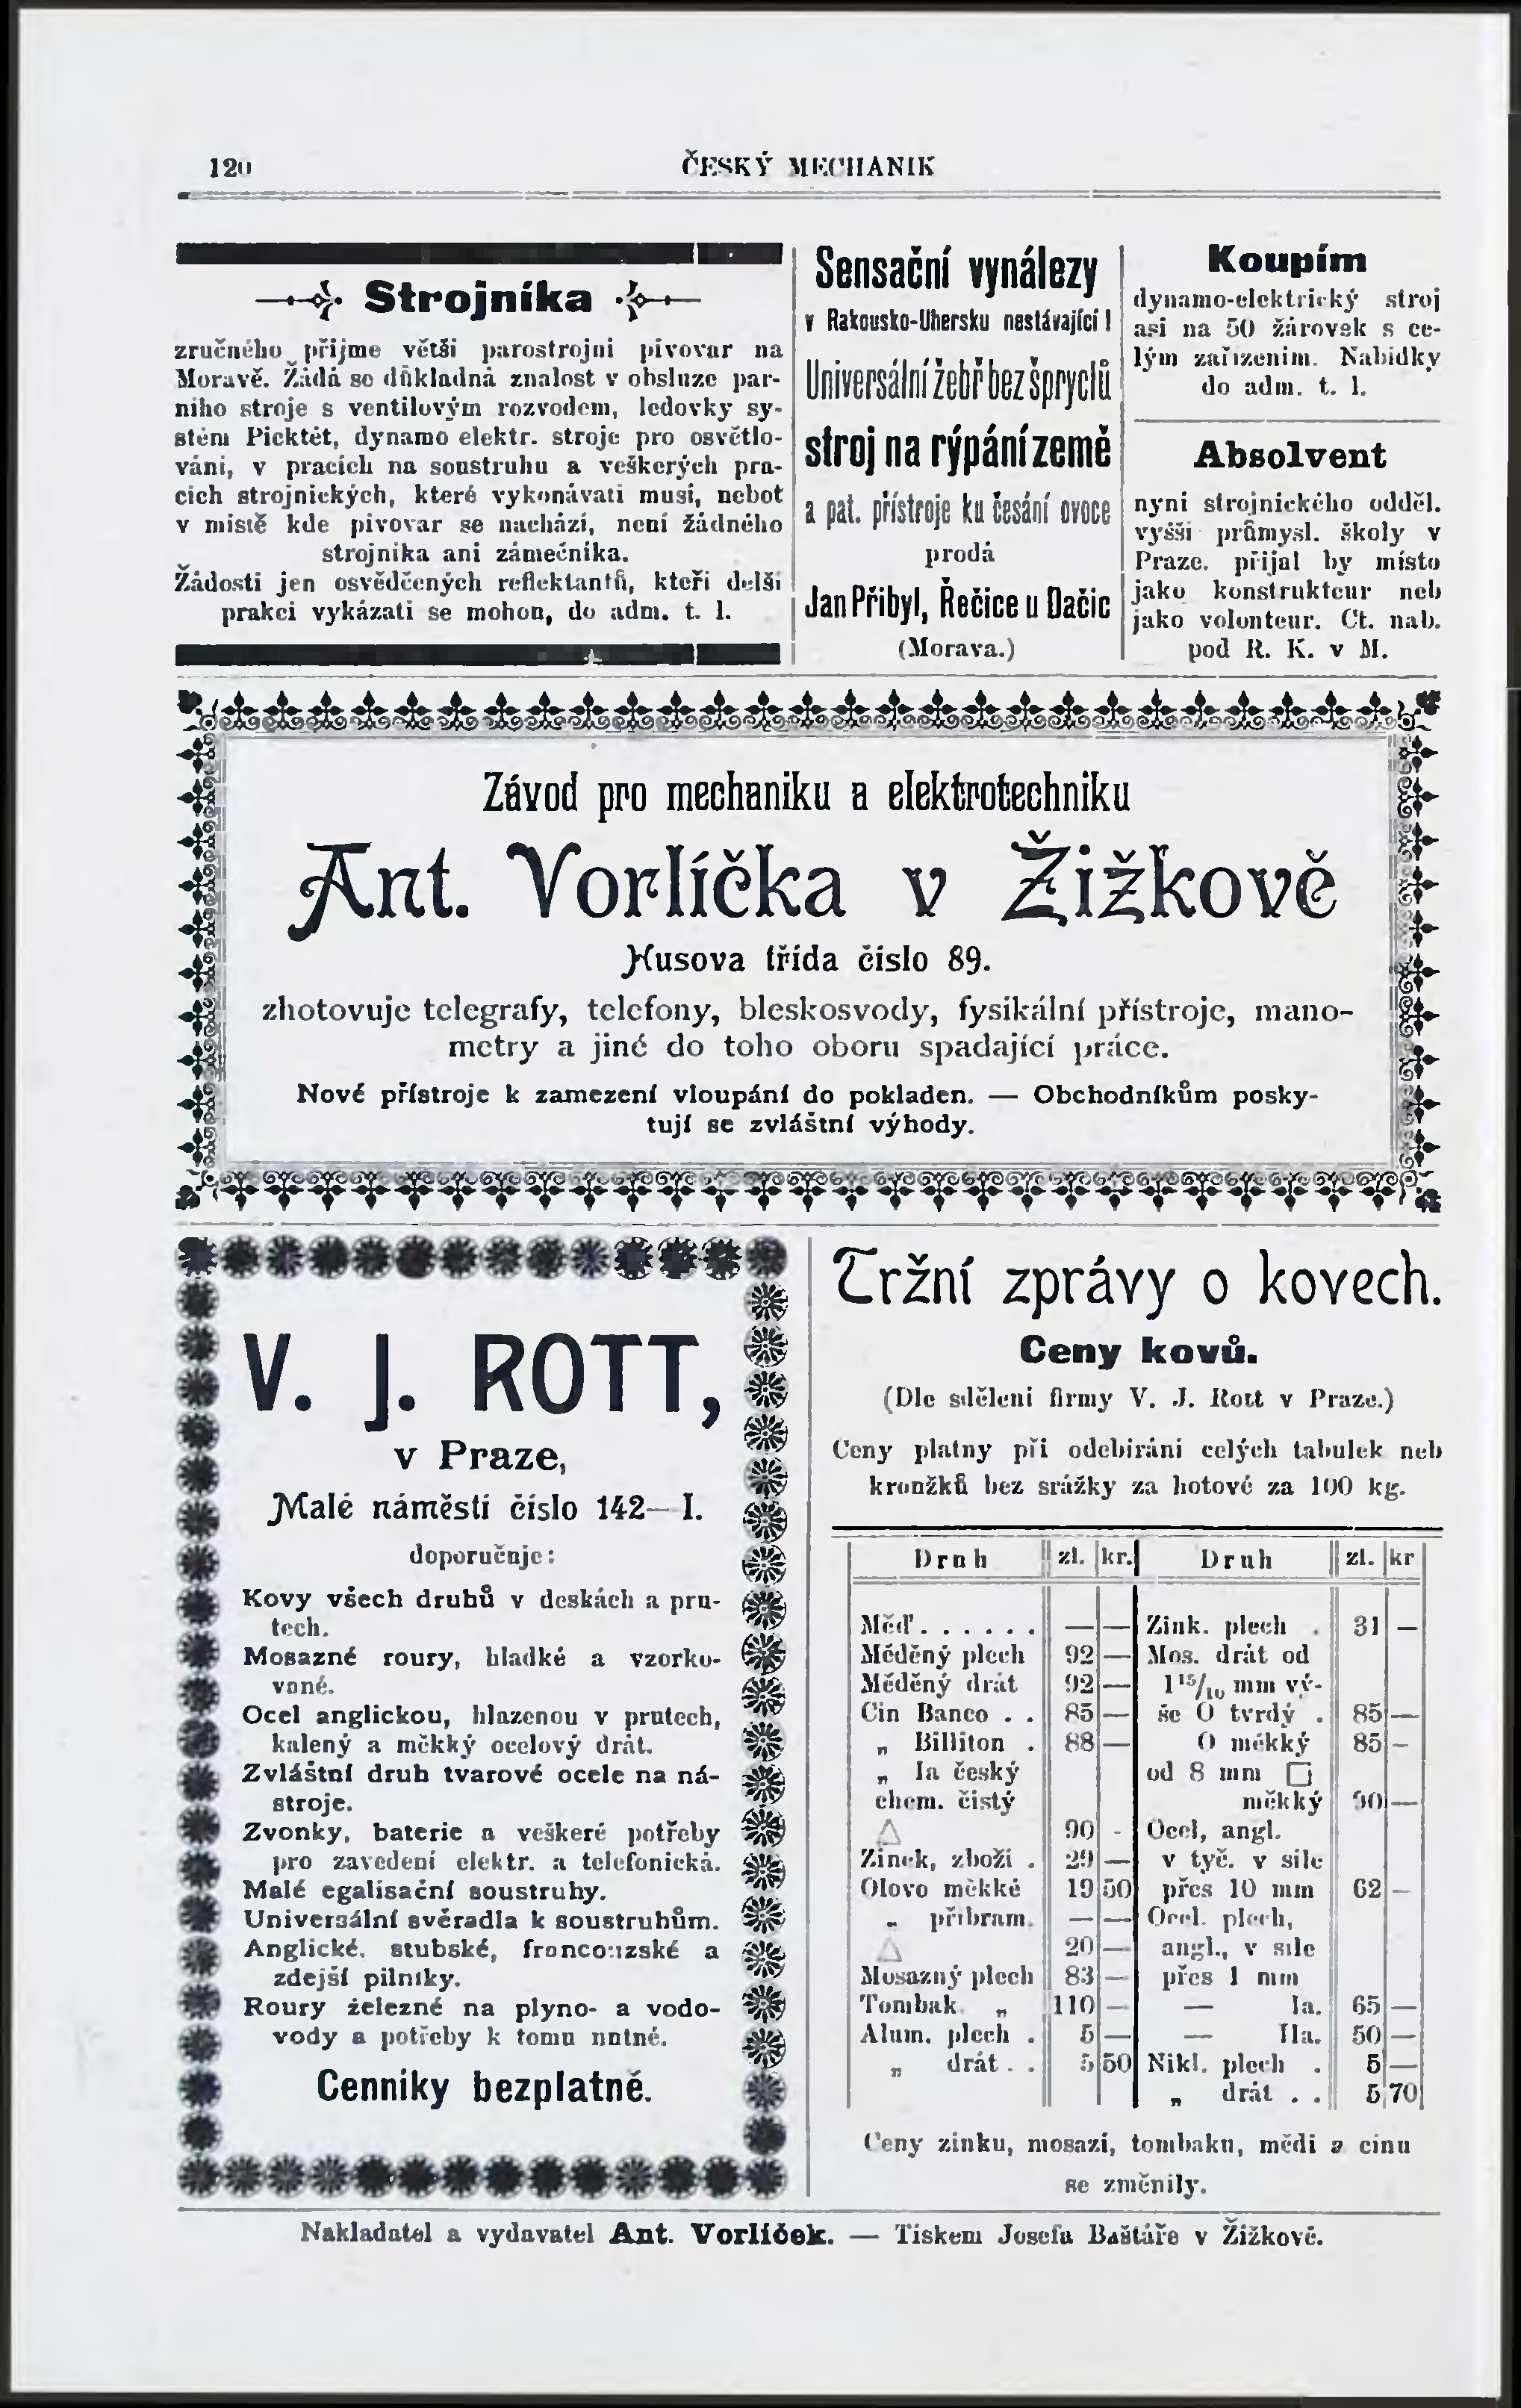 120
ČESKÝ MECHANIK
Strojníka
zručného přijme větší parostrojní pivovar na
Moravě. Žádá se důkladná znalost v obsluze par-
ního stroje s ventilovým rozvodem, ledovky sy-
stém Picktét, dynamo elektr. stroje pro osvětlo-
vání, v pracích na soustruhu a veškerých pra-
cích strojnických, které vykonávati musí, nebot
v místě kde pivovar se nachází, není žádného
strojníka ani zámečníka.
Žádosti jen osvědčených reflektantů, kteří delší
prakci vykázati se mohou, do adm. t. l.
Sensační vynálezy
v Rakousko-Uhersku nestávající!
Universální žebř bez špryclů
stroj na rýpání země
a pat. přístroje ku česání ovoce
prodá
Jan Přibyl, Řečice u Dačic
(Morava.)
Koupím
dynamo-elektrický stroj
asi na 50 žárovek s ce-
lým zařízením. Nabídky
do adm. t. l.
Absolvent
nyní strojnického odděl.
vyšší průmysl. školy v
Praze. přijal by místo
jako konstrukteur neb
jako volonteur. Ct. nab.
pod R. K. v M.
Závod pro mechaniku a elektrotechniku
Ant. Vorlíčka v Žižkově
Husova třída číslo 89.
zhotovuje telegrafy, telefony, bleskosvody, fysikální přístroje, mano-
metry a jiné do toho oboru spadající práce.
Nové přístroje k zamezení vloupání do pokladen. — Obchodníkům posky-
tují se zvláštní výhody.
V. J. ROTT,
v Praze,
Malé náměstí číslo 142—I.
doporučuje:
Kovy všech druhů v deskách a pru-
tech.
Mosazné roury, hladké a vzorko-
vané.
Ocel anglickou, hlazenou v prutech,
kalený a měkký ocelový drát.
Zvláštní druh tvarové ocele na ná-
stroje.
Zvonky, baterie a veškeré potřeby
pro zavedení elektr. a telefonická.
Malé egalisační soustruhy.
Universální svěradla k soustruhům.
Anglické, stubské, francouzské a
zdejší pilníky.
Roury železné na plyno- a vodo-
vody a potřeby k tomu nutné.
Cenníky bezplatně.
Tržní zprávy o kovech.
Ceny kovů.
(Dle sdělení firmy V. J. Rott v Praze.)
Ceny platny při odebírání celých tabulek neb
kroužků bez srážky za hotové za 100 kg.
Druh zl. kr. Druh zl. kr
Měď . . . . . . — — Zink. plech . 31 —
Měděný plech 92 — Mos. drát od
Měděný drát 92 — 1 15/10 mm vý-
Cín Banco . . 85 — še O tvrdý . 85 —
„ Billiton . 88 — O měkký 85 -
„ Ia český od 8 mm □
chem. čistý měkký 90 —
△ 90 - Ocel, angl.
Zinek, zboží . 29 — v tyč. v síle
Olovo měkké 19 50 přes 10 mm 62 —
„ příbram. — — Ocel. plech,
△ 20 — angl., v síle
Mosazný plech 83 — přes 1 mm
Tombak „ 110 — — Ia. 65 —
Alum. plech . 5 — — IIa. 50 —
„ drát . . 5 50 Nikl. plech . 5 —
„ drát . . 5 70
Ceny zinku, mosazi, tombaku, mědi a cínu
se změnily.
Nakladatel a vydavatel Ant. Vorlíček. — Tiskem Josefa Baštáře v Žižkově.